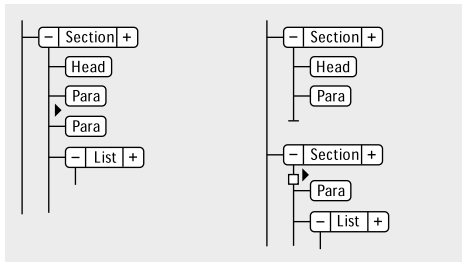 − Section +
Head
Para
Para
− List +
− Section +
Head
Para
− Section +
Para
− List +